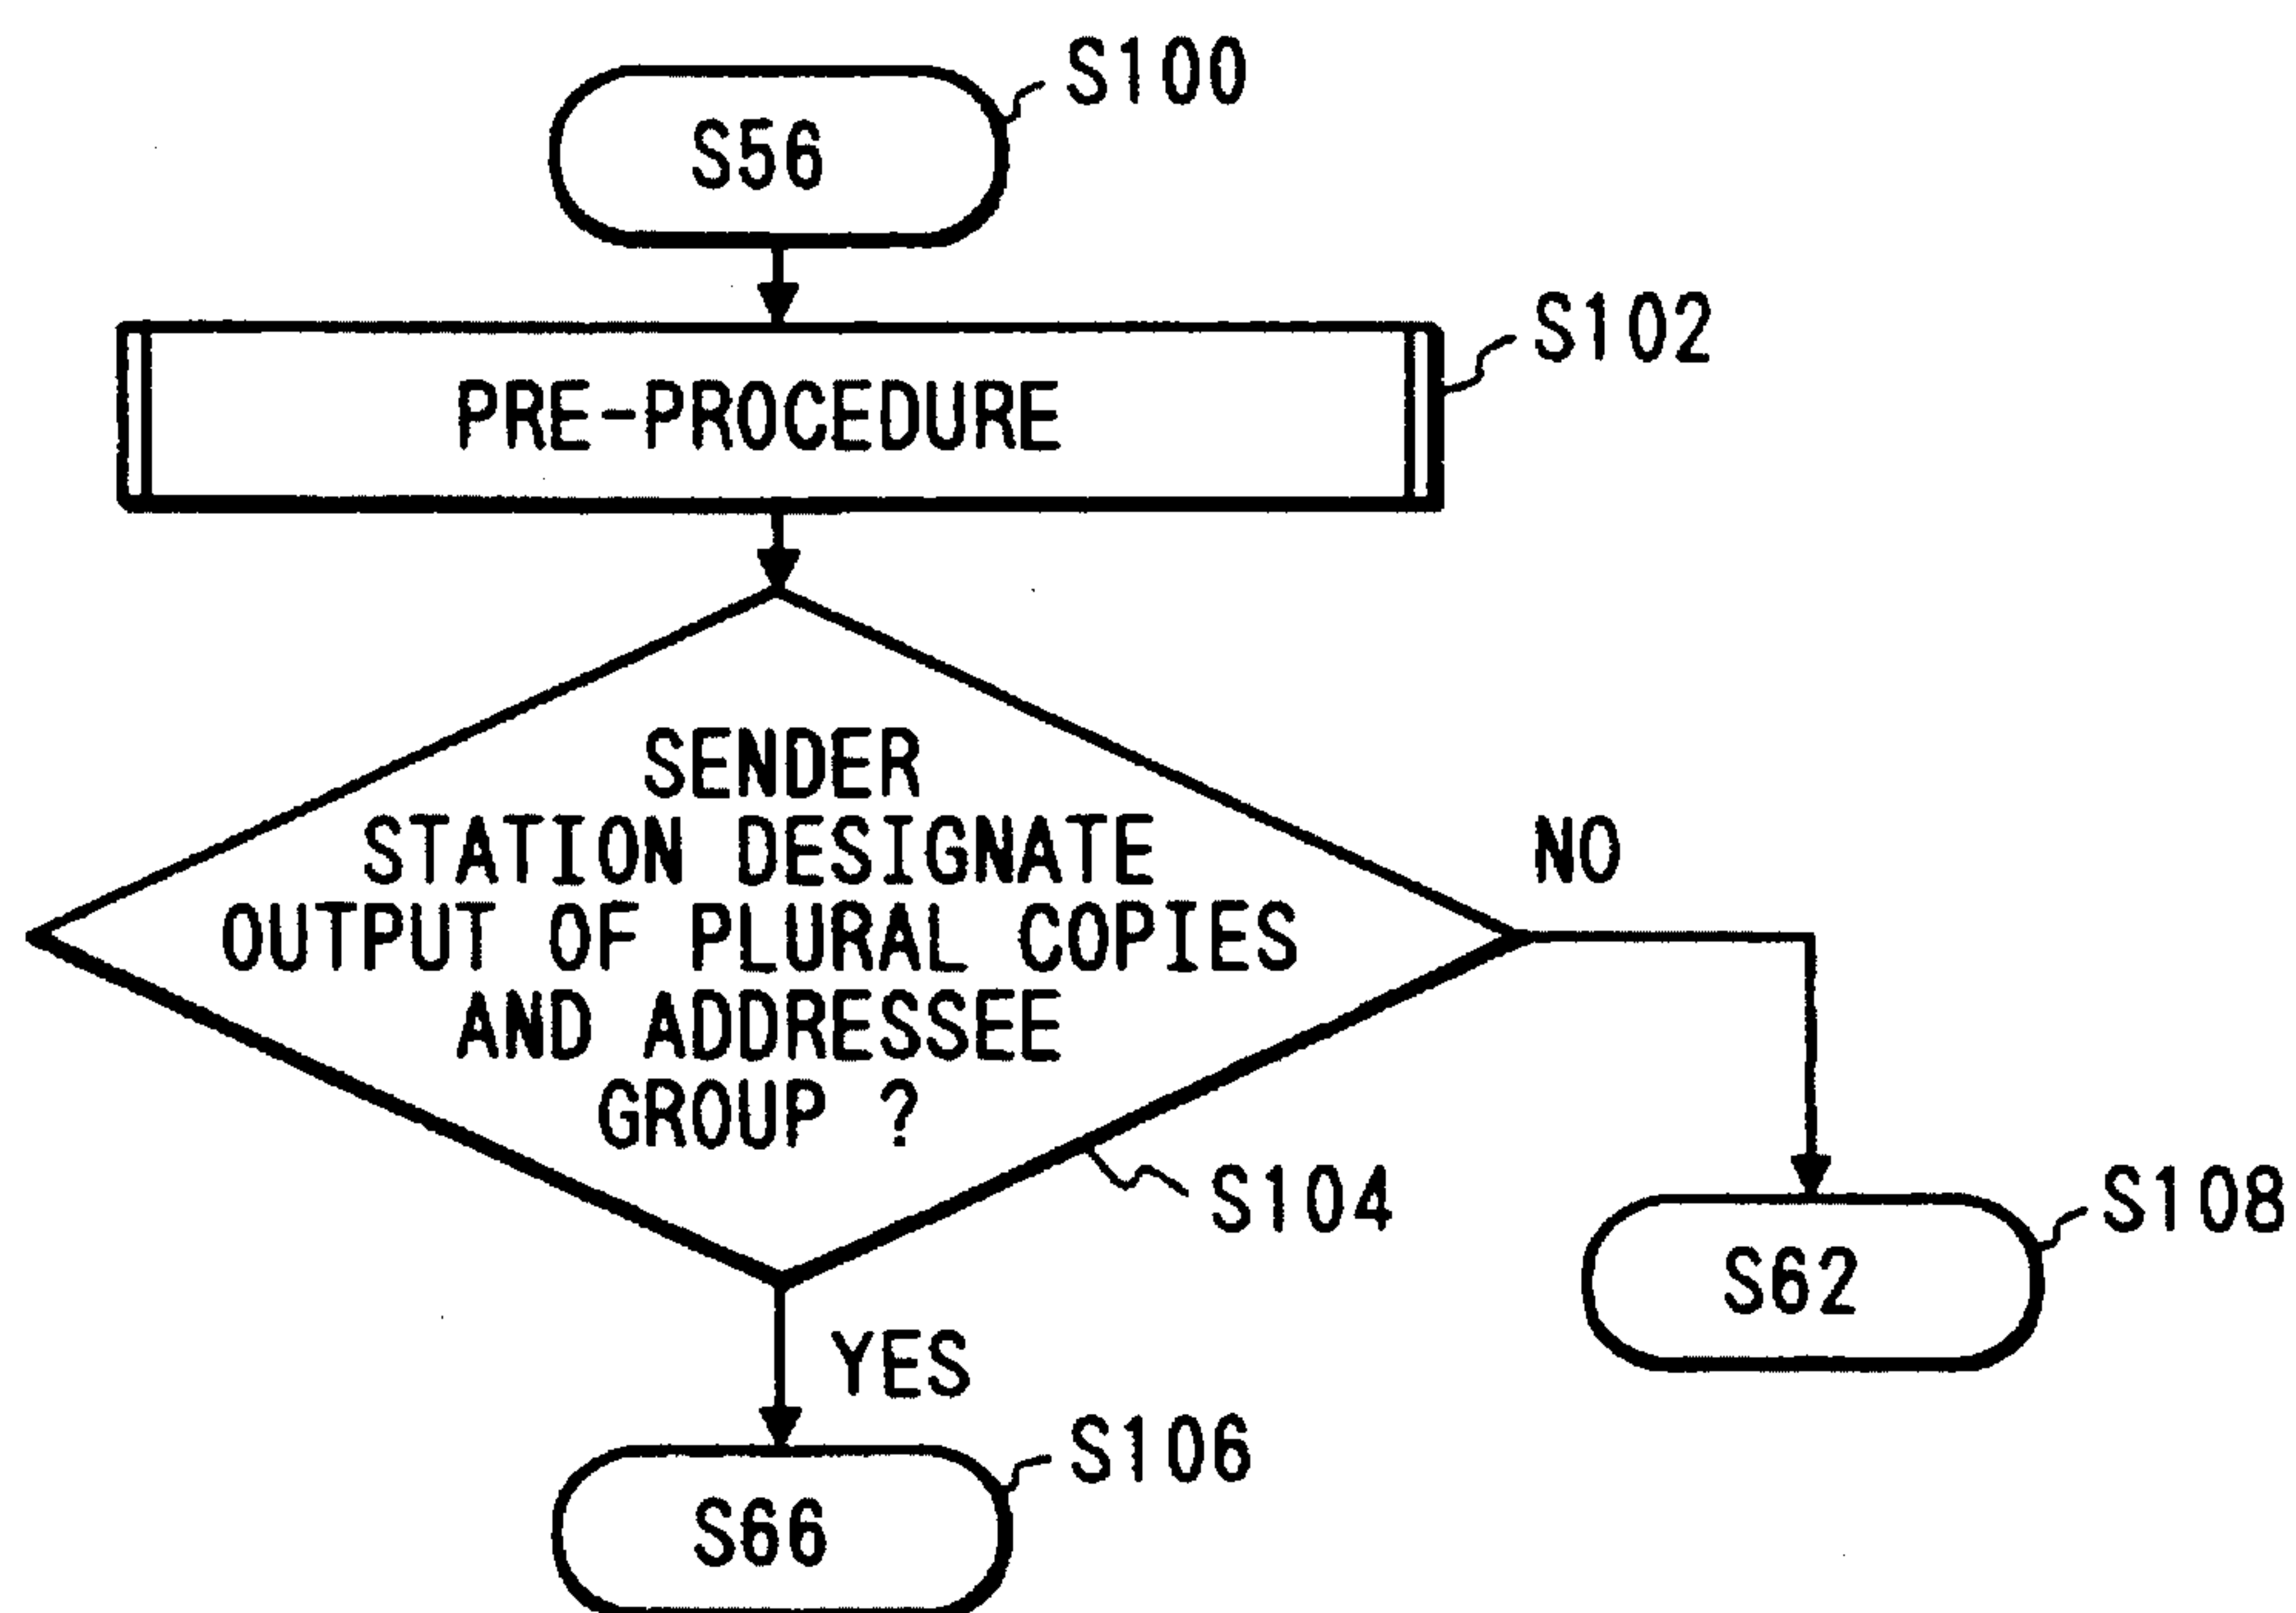 S100
S56
S102
PRE-PROCEDURE
SENDER
STATION DESIGNATE
OUTPUT OF PLURAL COPIES
AND ADDRESSEE
GROUP ?
NO
S104
S108
S62
YES
S106
S66